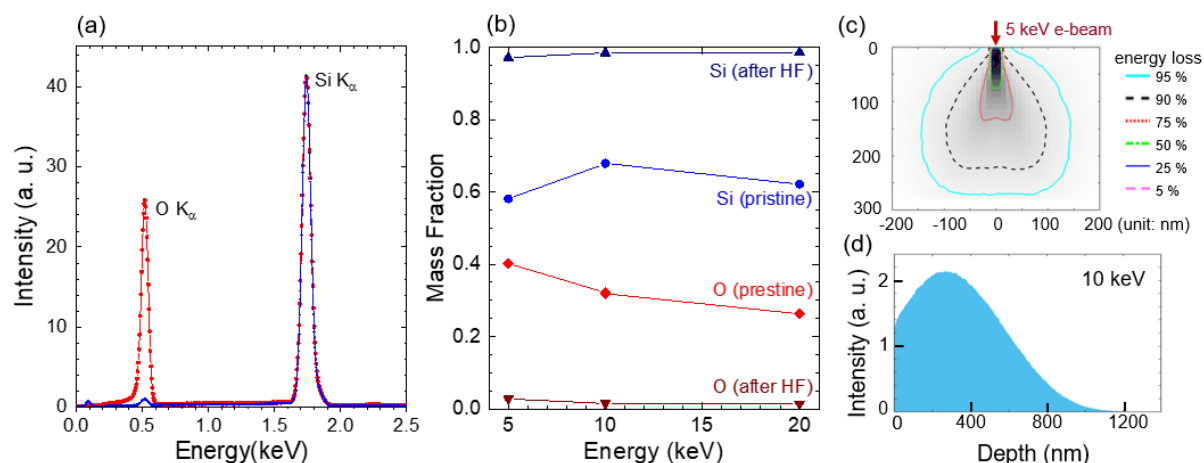 (a)
Intensity (a. u.)
40
30
20
10
0
O Kα
Si Kα
0.0 0.5 1.0 1.5 2.0 2.5
Energy(keV)
(b)
Mass Fraction
1.0
0.8
0.6
0.4
0.2
0.0
Si (after HF)
Si (pristine)
O (prestine)
O (after HF)
5 10 15 20
Energy (keV)
(c)
5 keV e-beam
0
100
200
300
-200 -100 0 100 200
(unit: nm)
energy loss
95 %
90 %
75 %
50 %
25 %
5 %
(d)
10 keV
Intensity (a. u.)
2
1
0
0 400 800 1200
Depth (nm)